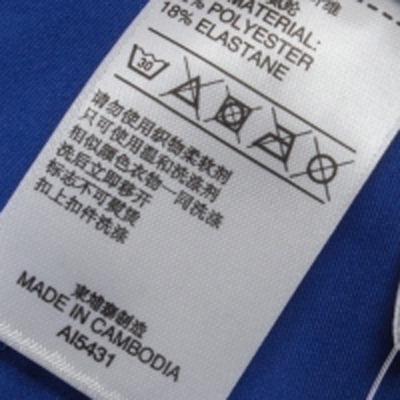 MATERIAL:
% POLYESTER
18% ELASTANE
30
请勿使用织物柔软剂
只可使用温和洗涤剂
相似颜色衣物一同洗涤
洗后立即移开
标志不可熨烫
扣上扣件洗涤
柬埔寨制造
MADE IN CAMBODIA
AI5431